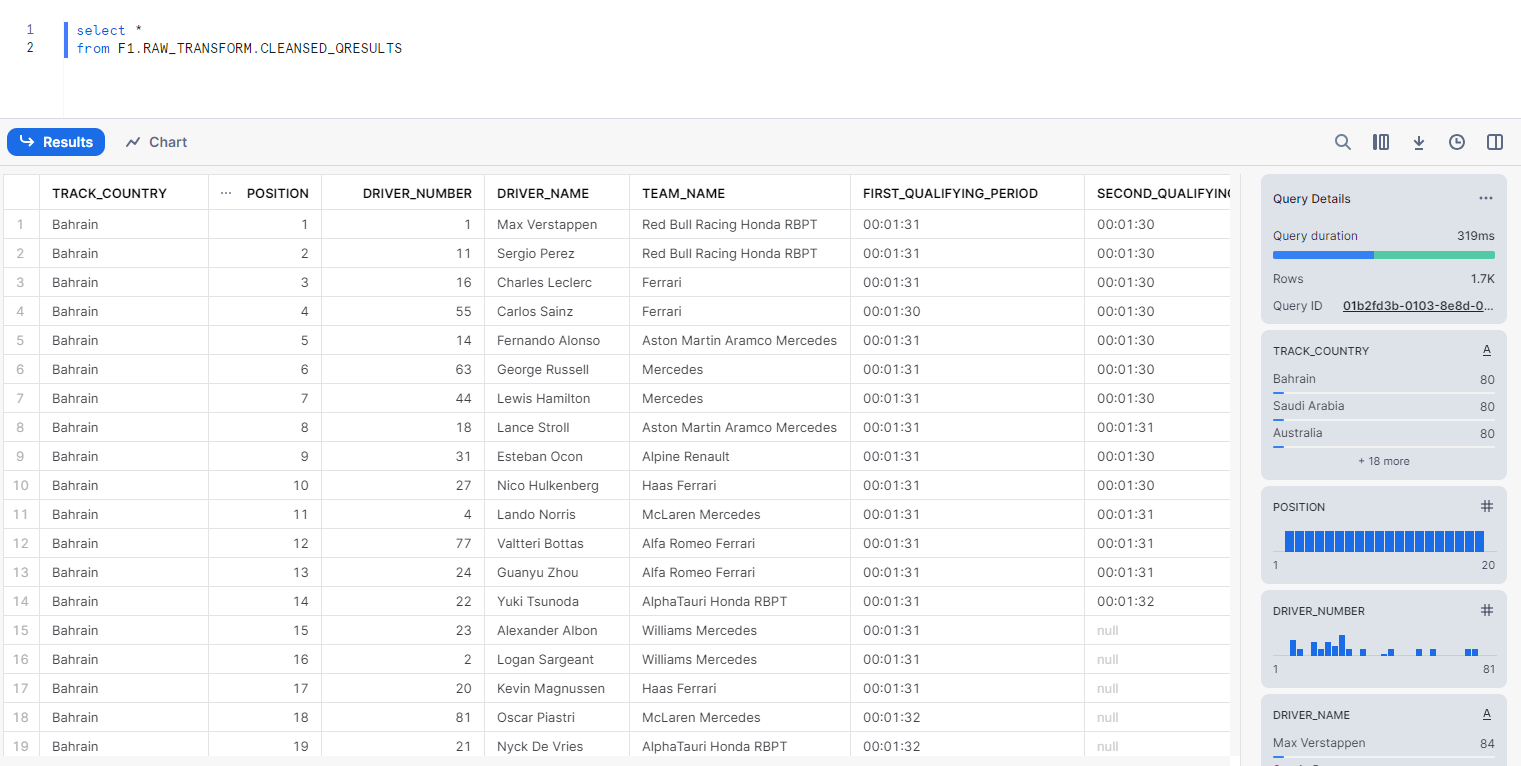 1 select *
2 from F1.RAW_TRANSFORM.CLEANSED_QRESULTS
Results Chart
TRACK_COUNTRY ... POSITION DRIVER_NUMBER DRIVER_NAME TEAM_NAME FIRST_QUALIFYING_PERIOD SECOND_QUALIFYING
1 Bahrain 1 1 Max Verstappen Red Bull Racing Honda RBPT 00:01:31 00:01:30
2 Bahrain 2 11 Sergio Perez Red Bull Racing Honda RBPT 00:01:31 00:01:30
3 Bahrain 3 16 Charles Leclerc Ferrari 00:01:31 00:01:30
4 Bahrain 4 55 Carlos Sainz Ferrari 00:01:30 00:01:30
5 Bahrain 5 14 Fernando Alonso Aston Martin Aramco Mercedes 00:01:31 00:01:30
6 Bahrain 6 63 George Russell Mercedes 00:01:31 00:01:30
7 Bahrain 7 44 Lewis Hamilton Mercedes 00:01:31 00:01:30
8 Bahrain 8 18 Lance Stroll Aston Martin Aramco Mercedes 00:01:31 00:01:31
9 Bahrain 9 31 Esteban Ocon Alpine Renault 00:01:31 00:01:30
10 Bahrain 10 27 Nico Hulkenberg Haas Ferrari 00:01:31 00:01:30
11 Bahrain 11 4 Lando Norris McLaren Mercedes 00:01:31 00:01:31
12 Bahrain 12 77 Valtteri Bottas Alfa Romeo Ferrari 00:01:31 00:01:31
13 Bahrain 13 24 Guanyu Zhou Alfa Romeo Ferrari 00:01:31 00:01:31
14 Bahrain 14 22 Yuki Tsunoda AlphaTauri Honda RBPT 00:01:31 00:01:32
15 Bahrain 15 23 Alexander Albon Williams Mercedes 00:01:31 null
16 Bahrain 16 2 Logan Sargeant Williams Mercedes 00:01:31 null
17 Bahrain 17 20 Kevin Magnussen Haas Ferrari 00:01:31 null
18 Bahrain 18 81 Oscar Piastri McLaren Mercedes 00:01:32 null
19 Bahrain 19 21 Nyck De Vries AlphaTauri Honda RBPT 00:01:32 null
Query Details ...
Query duration 319ms
Rows 1.7K
Query ID 01b2fd3b-0103-8e8d-0...
TRACK_COUNTRY A
Bahrain 80
Saudi Arabia 80
Australia 80
+ 18 more
POSITION #
1 20
DRIVER_NUMBER #
1 81
DRIVER_NAME A
Max Verstappen 84